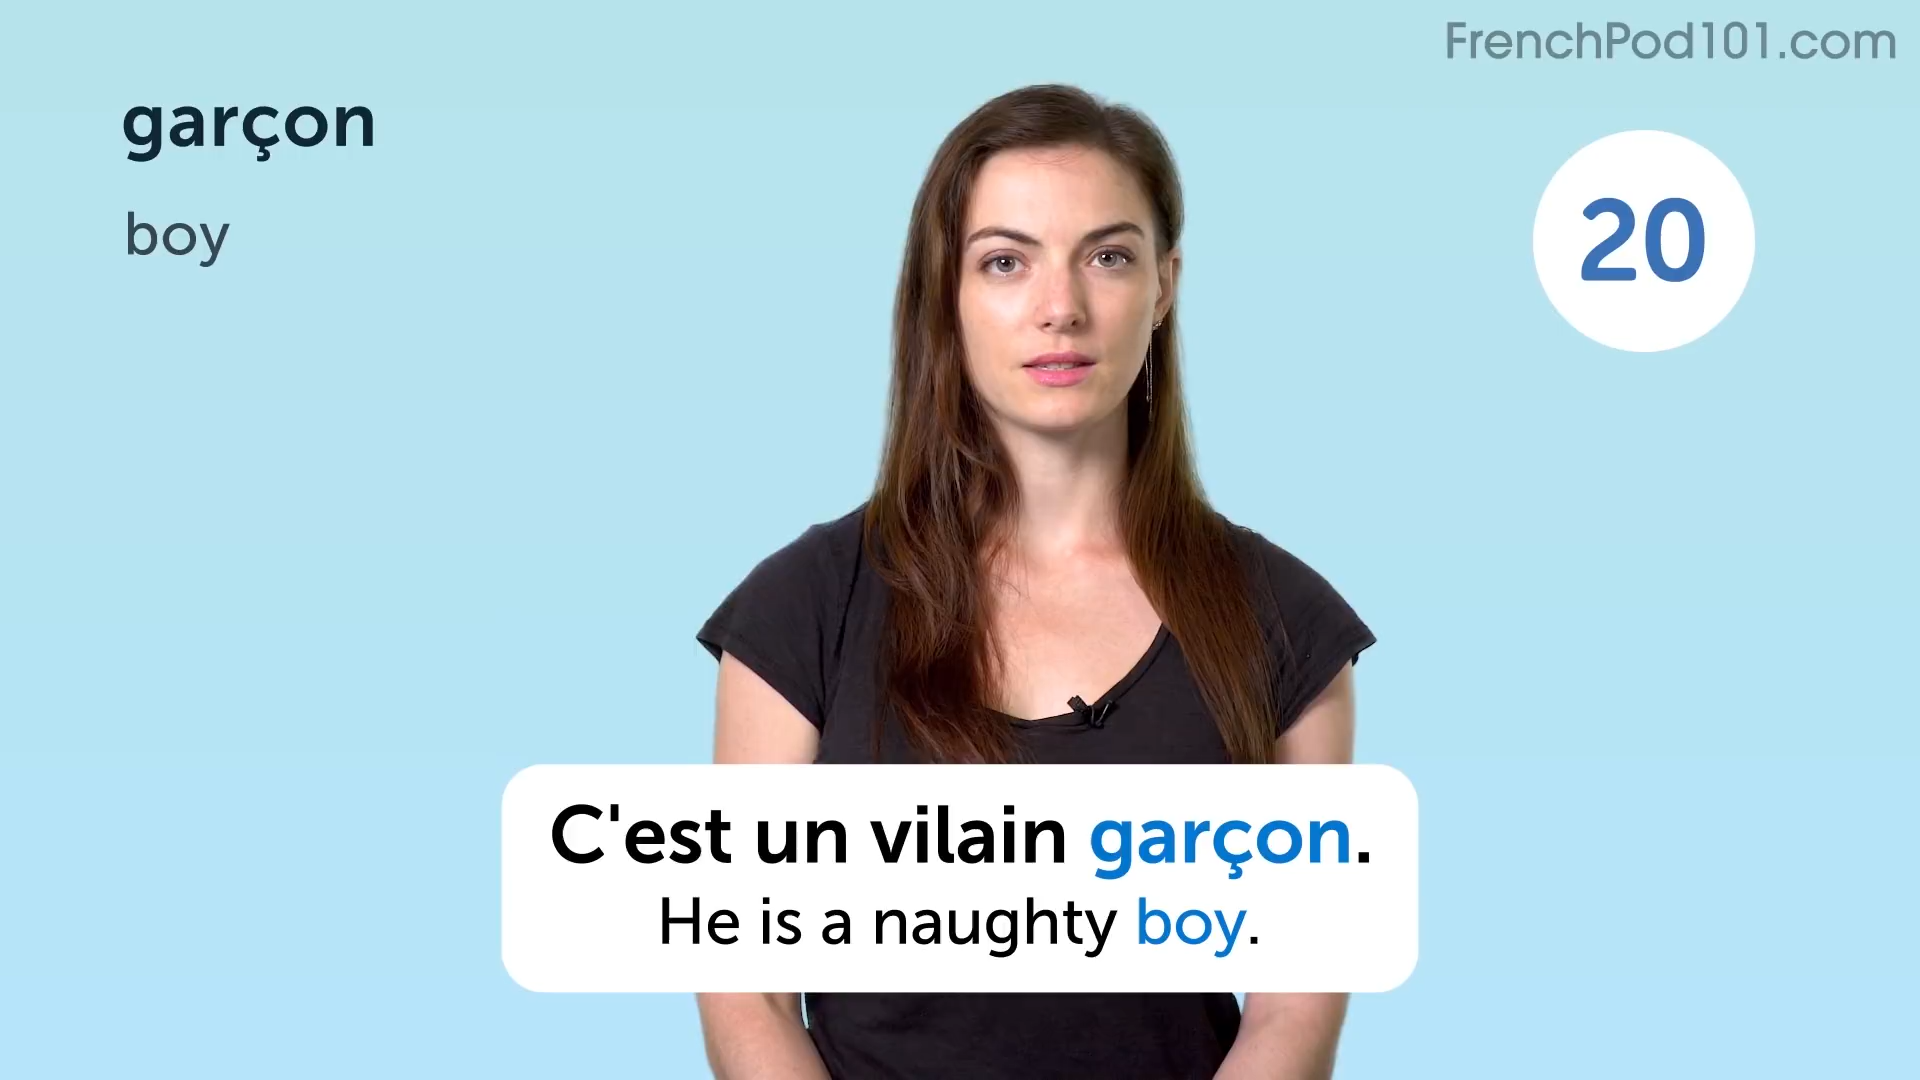 FrenchPod101.com
garçon
boy
20
C'est un vilain garçon.
He is a naughty boy.